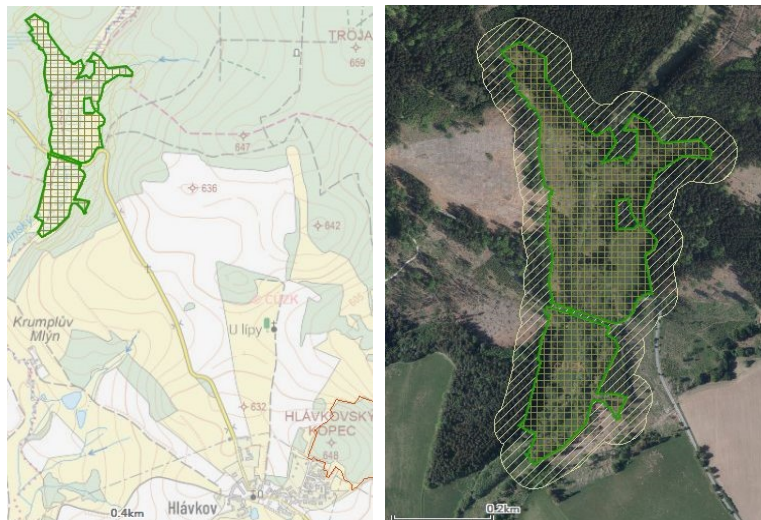 TROJA
659
647
636
642
ČÚZK
U lípy
Krumplův
Mlýn
632
HLÁVKOVSKÝ
KOPEC
648
Hlávkov
0.4km
0.2km